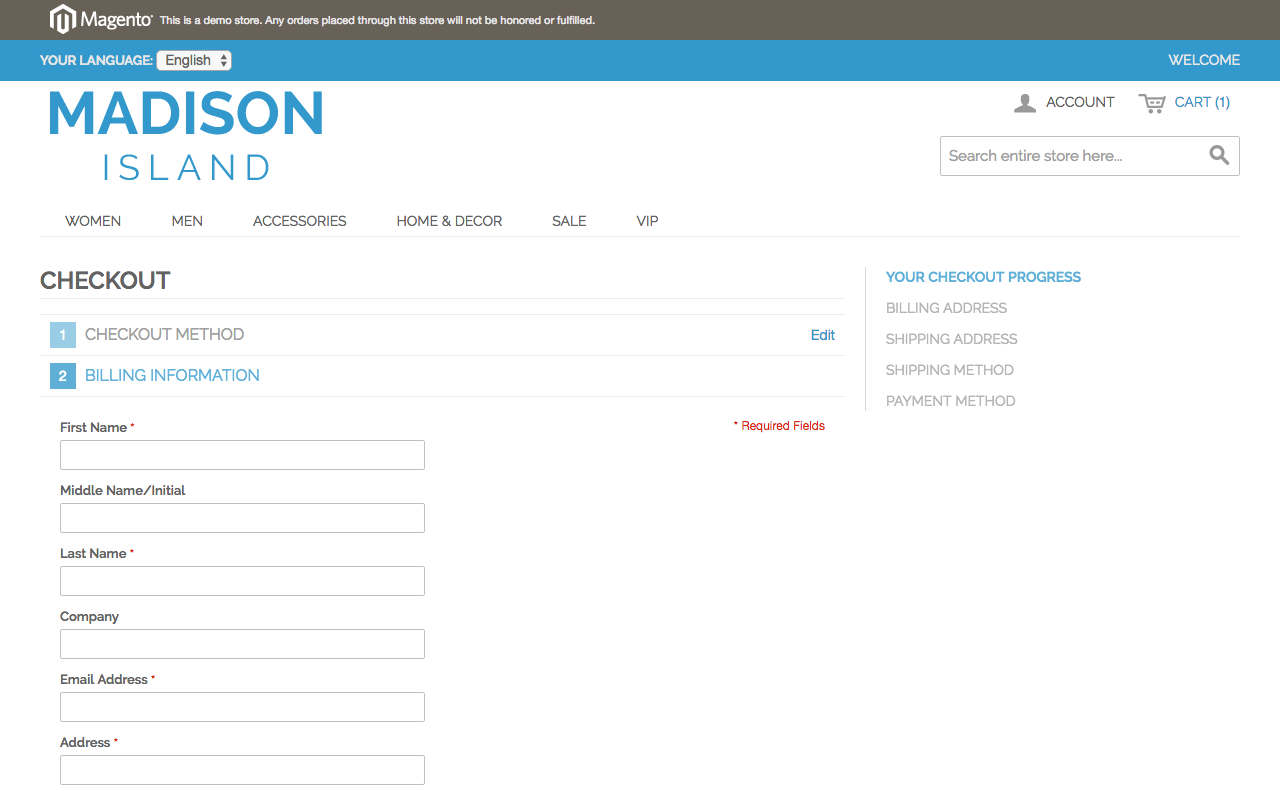 Magento® This is a demo store. Any orders placed through this store will not be honored or fulfilled.
YOUR LANGUAGE: English WELCOME
MADISON
ISLAND
ACCOUNT CART (1)
Search entire store here...
WOMEN MEN ACCESSORIES HOME & DECOR SALE VIP
CHECKOUT
1 CHECKOUT METHOD Edit
2 BILLING INFORMATION
* Required Fields
First Name *
Middle Name/Initial
Last Name *
Company
Email Address *
Address *
YOUR CHECKOUT PROGRESS
BILLING ADDRESS
SHIPPING ADDRESS
SHIPPING METHOD
PAYMENT METHOD